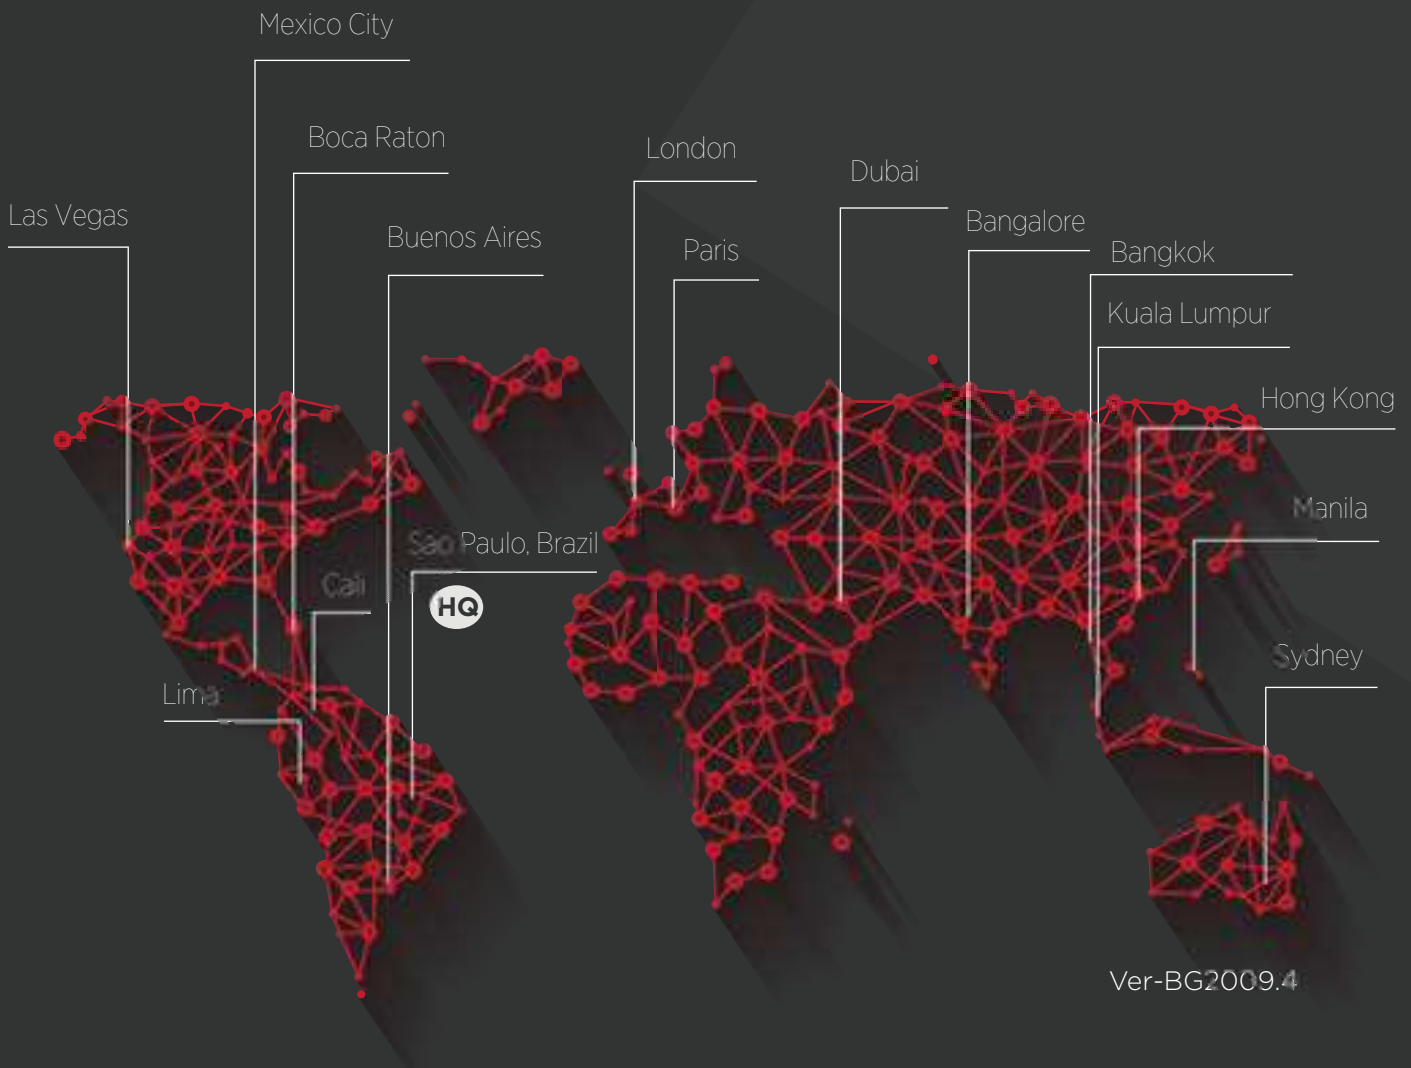 Mexico City
Boca Raton
London
Dubai
Las Vegas
Bangalore
Buenos Aires
Paris
Bangkok
Kuala Lumpur
Hong Kong
Manila
Sao Paulo, Brazil
Cali
HQ
Sydney
Lima
Ver-BG2009.4